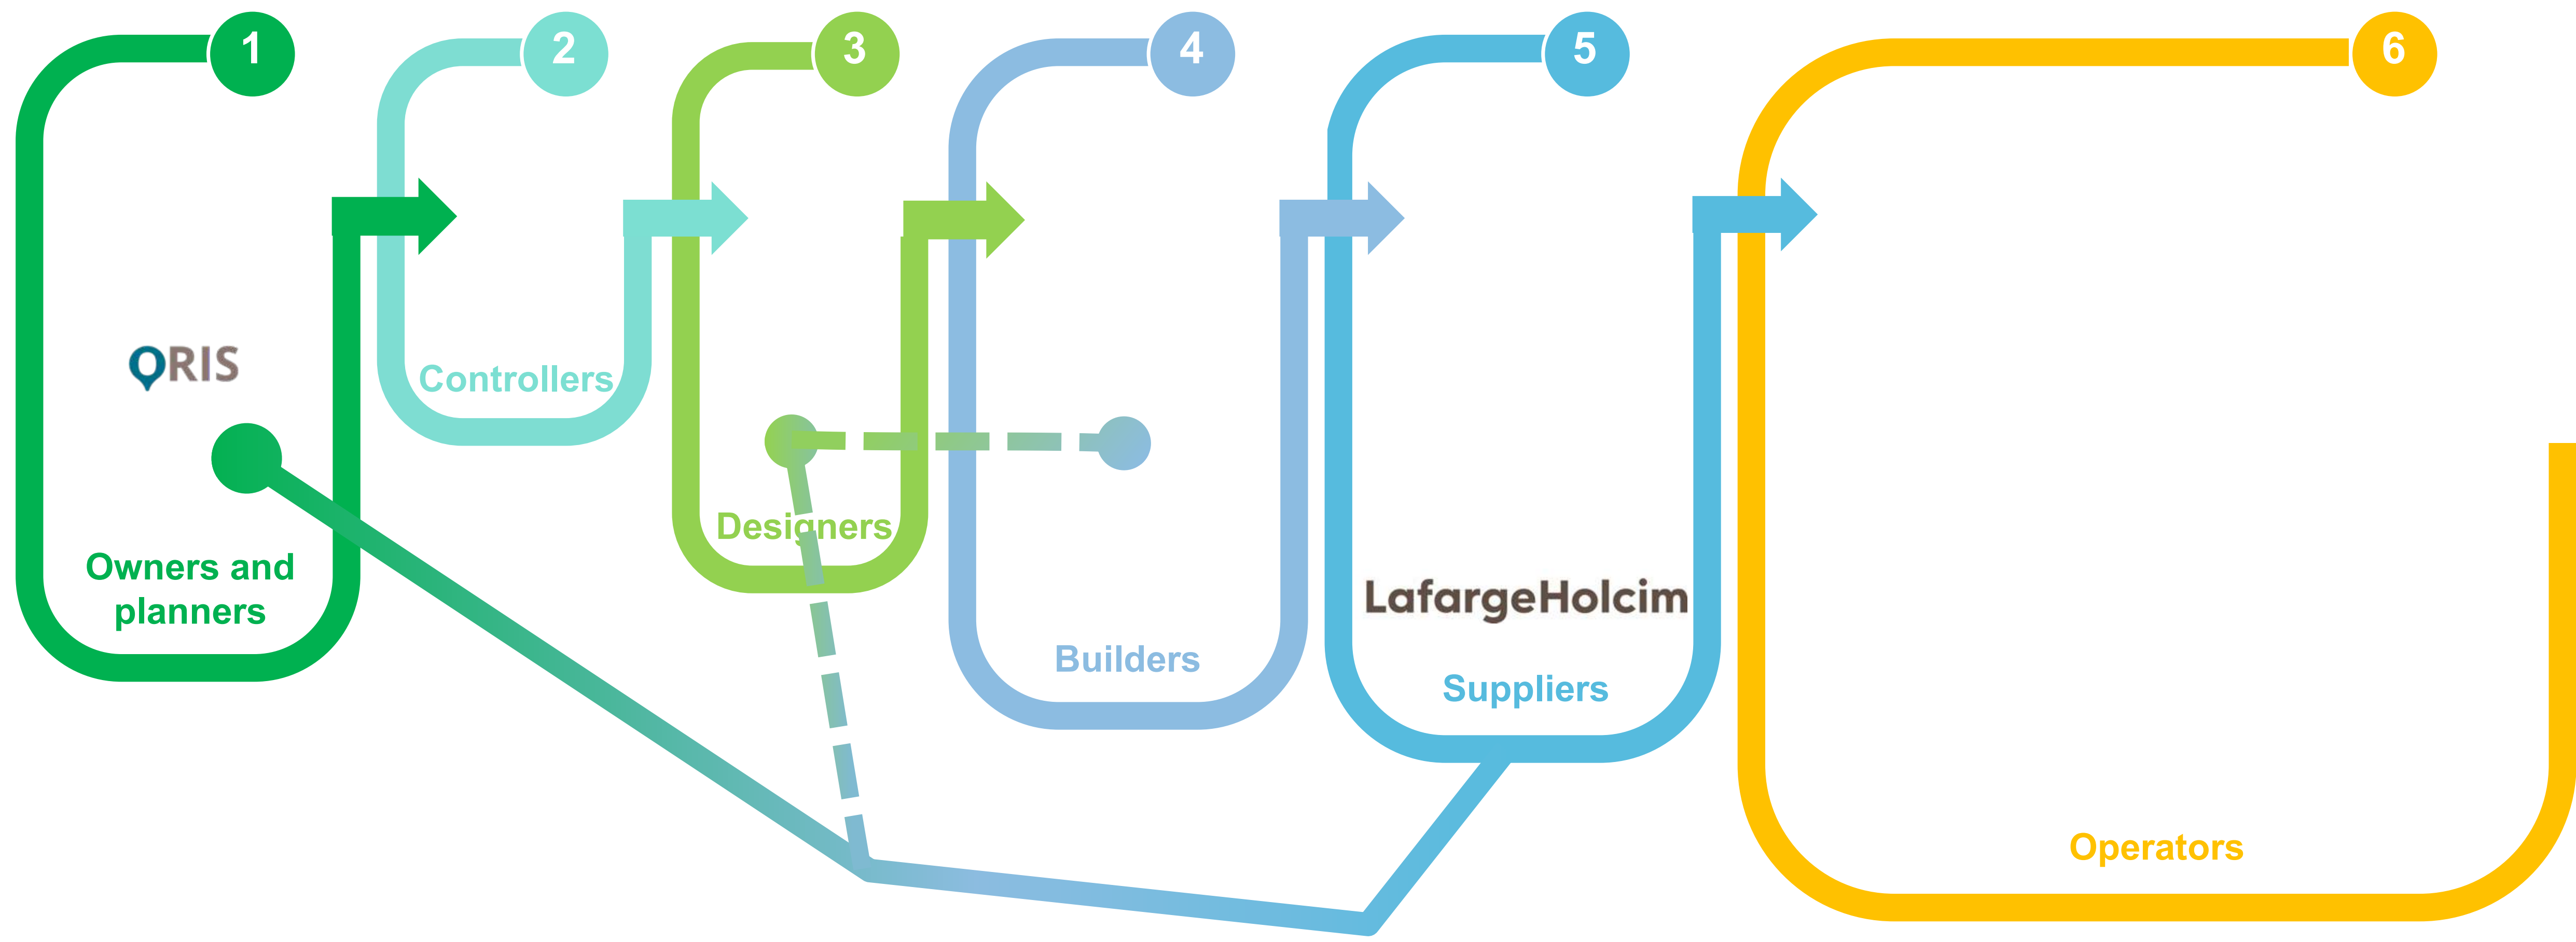 1
2
3
4
5
6
ORIS
Controllers
Designers
Owners and
planners
LafargeHolcim
Builders
Suppliers
Operators